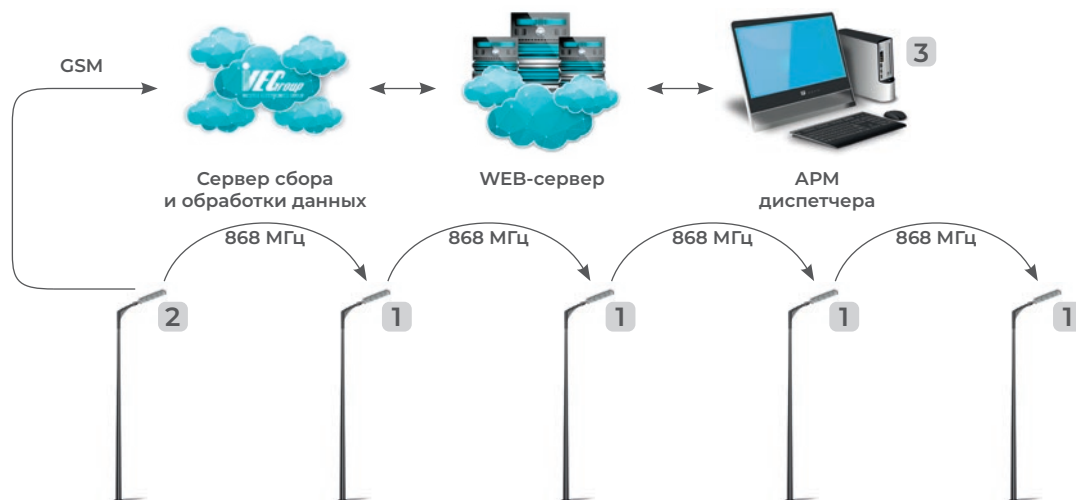 GSM
IEGroup
3
Сервер сбора
и обработки данных
WEB-сервер
АРМ
диспетчера
868 МГц
868 МГц
868 МГц
868 МГц
2
1
1
1
1